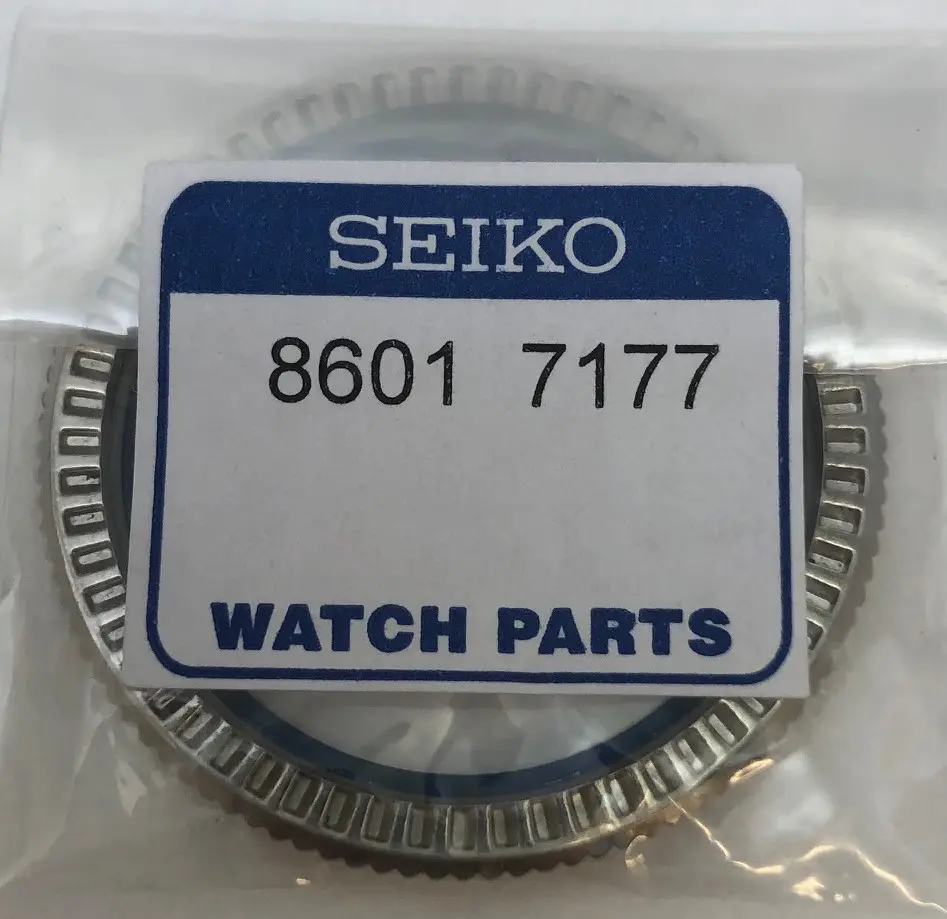 SEIKO
8601 7177
WATCH PARTS